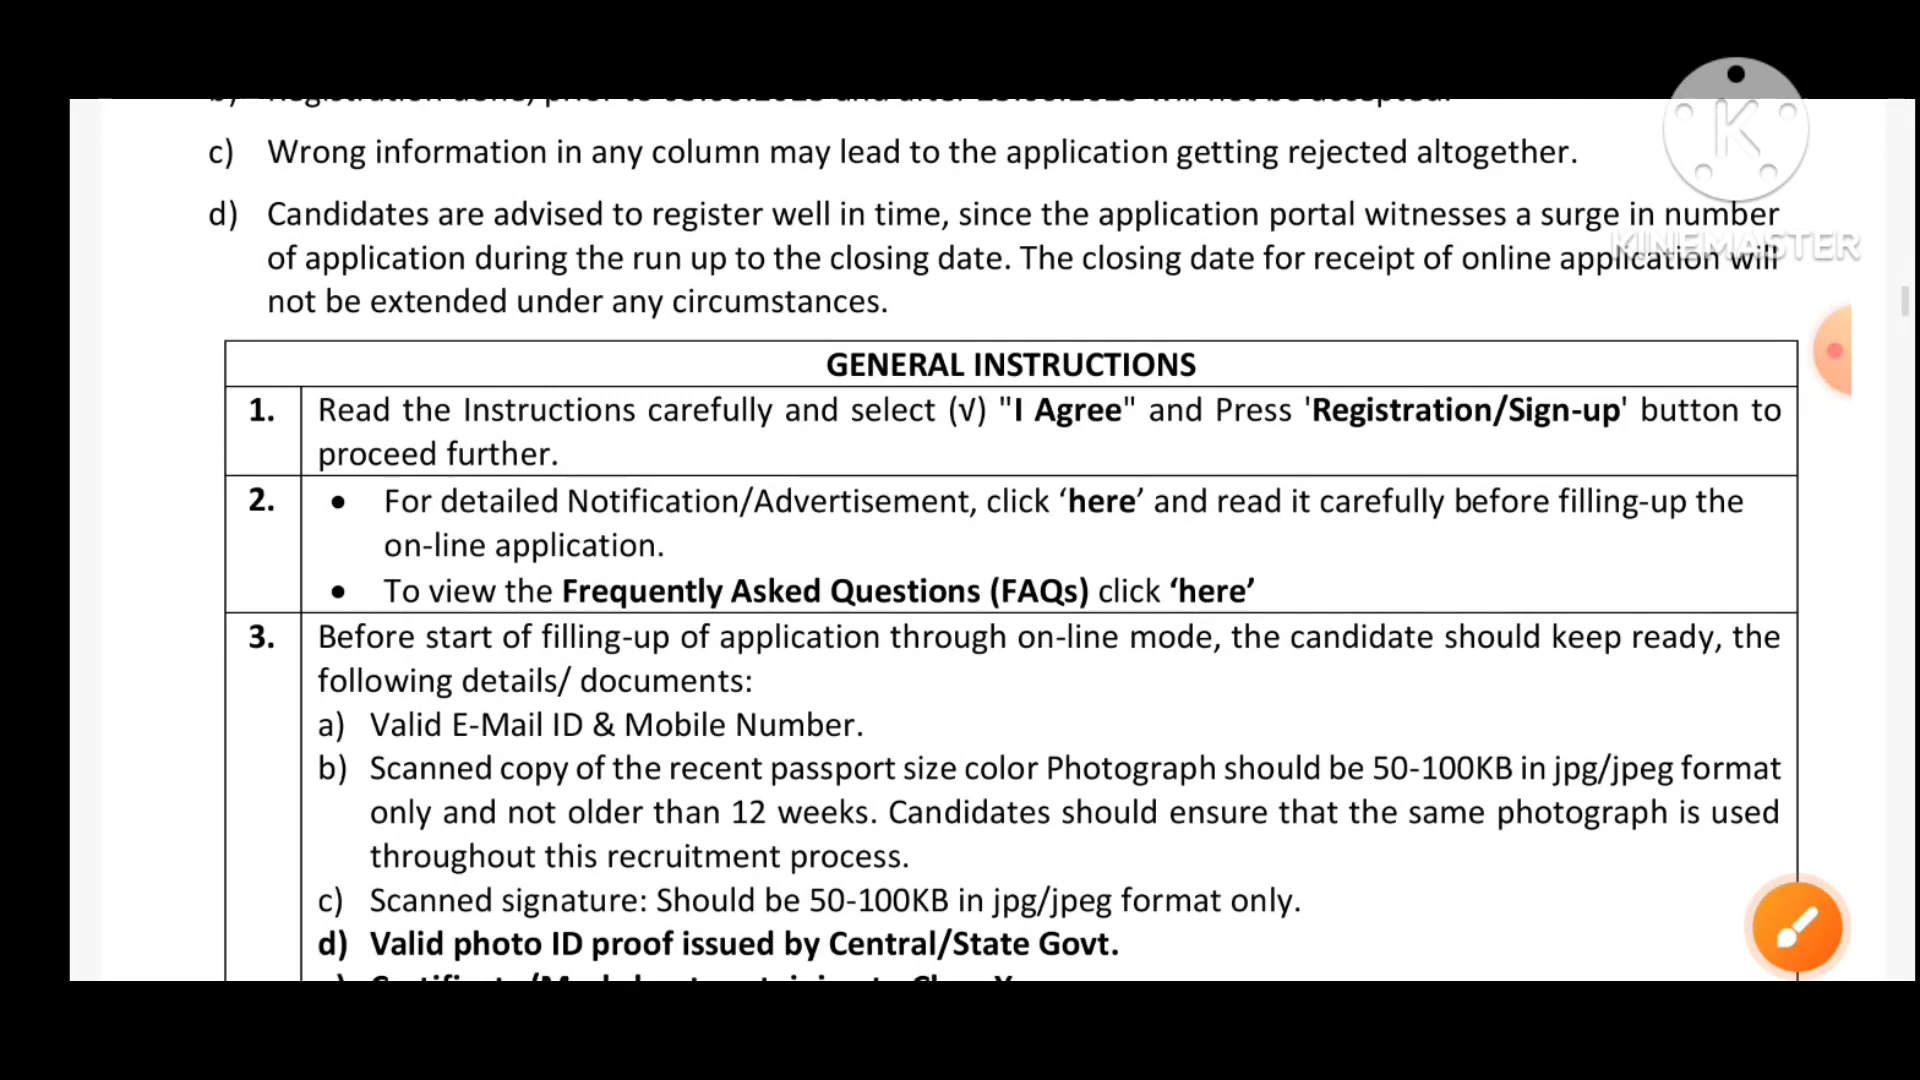 c) Wrong information in any column may lead to the application getting rejected altogether.
d) Candidates are advised to register well in time, since the application portal witnesses a surge in number
of application during the run up to the closing date. The closing date for receipt of online application will
not be extended under any circumstances.
KINEMASTER
GENERAL INSTRUCTIONS
1. Read the Instructions carefully and select (√) "I Agree" and Press 'Registration/Sign-up' button to
proceed further.
2. • For detailed Notification/Advertisement, click ‘here’ and read it carefully before filling-up the
on-line application.
• To view the Frequently Asked Questions (FAQs) click ‘here’
3. Before start of filling-up of application through on-line mode, the candidate should keep ready, the
following details/ documents:
a) Valid E-Mail ID & Mobile Number.
b) Scanned copy of the recent passport size color Photograph should be 50-100KB in jpg/jpeg format
only and not older than 12 weeks. Candidates should ensure that the same photograph is used
throughout this recruitment process.
c) Scanned signature: Should be 50-100KB in jpg/jpeg format only.
d) Valid photo ID proof issued by Central/State Govt.